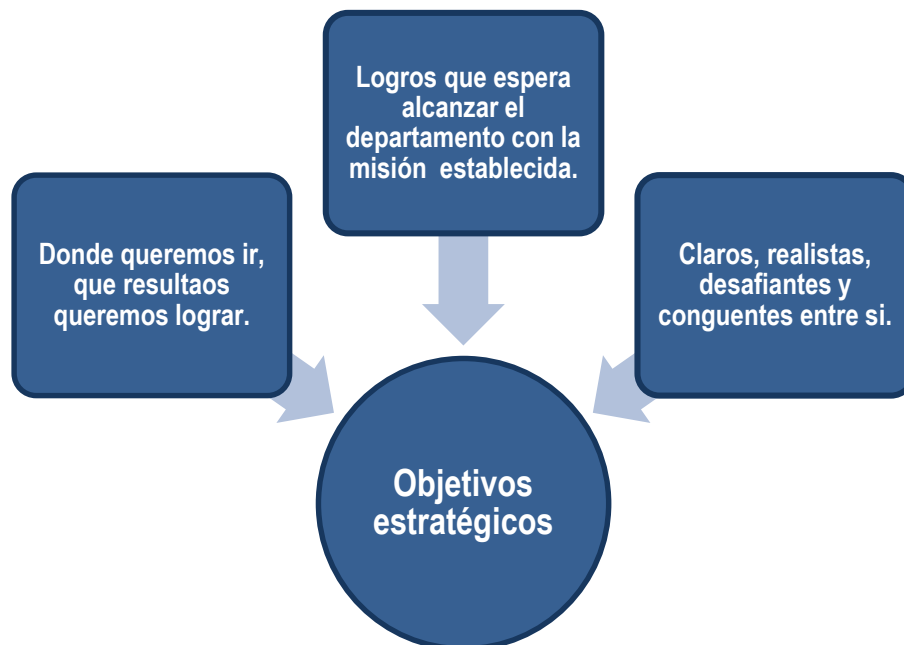 Logros que espera
alcanzar el
departamento con la
misión establecida.
Donde queremos ir,
que resultaos
queremos lograr.
Claros, realistas,
desafiantes y
conguentes entre si.
Objetivos
estratégicos